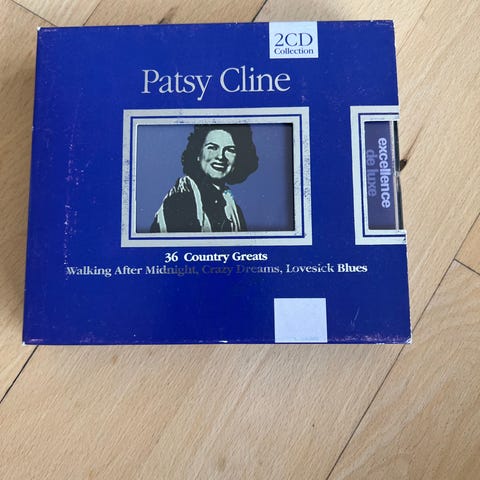 2CD
Collection
Patsy Cline
excellence
de luxe
36 Country Greats
Walking After Midnight, Crazy Dreams, Lovesick Blues